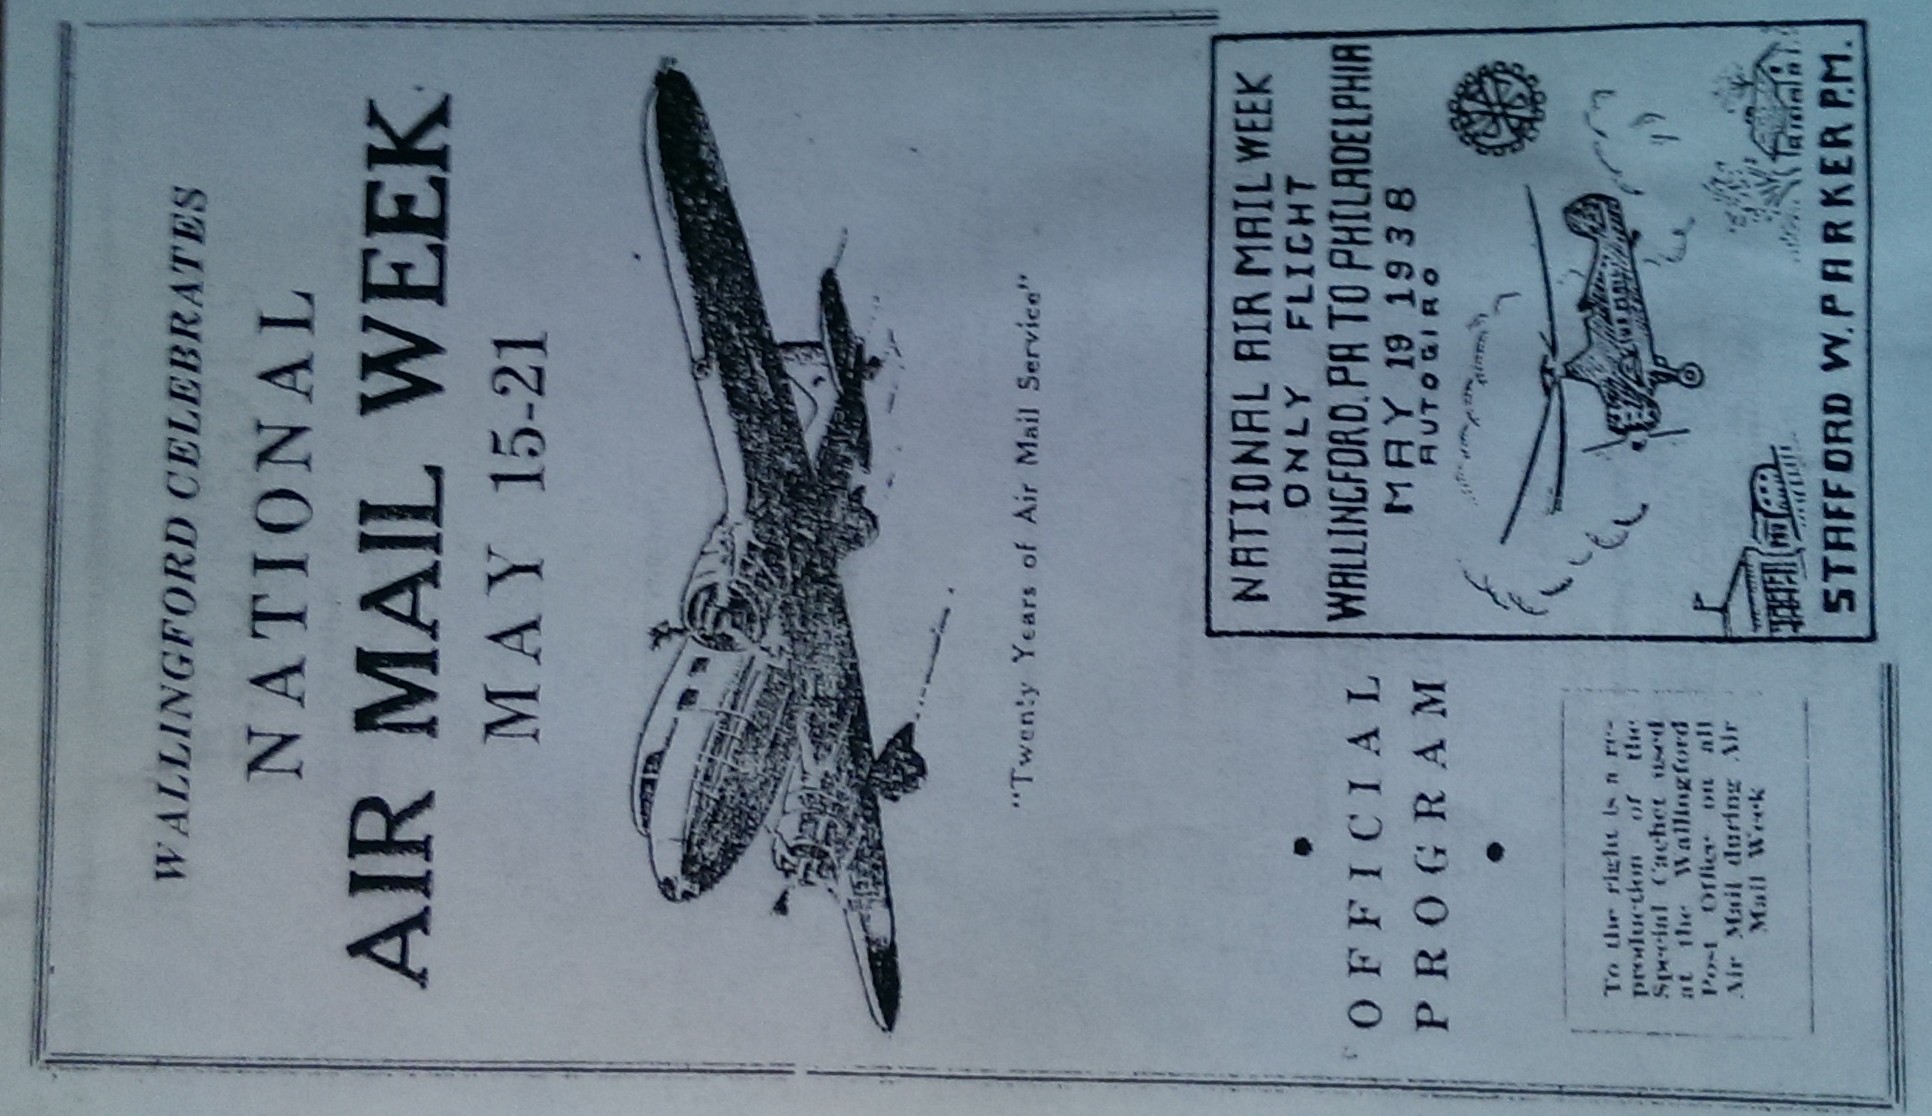 WALLINGFORD CELEBRATES
NATIONAL
AIR MAIL WEEK
MAY 15-21
"Twenty Years of Air Mail Service"
OFFICIAL
PROGRAM
To the right is a re-
production of the
Special Cachet used
at the Wallingford
Post Office on all
Air Mail during Air
Mail Week
NATIONAL AIR MAIL WEEK
ONLY FLIGHT
WALLINGFORD.PA TO PHILADELPHIA
MAY 19 1938
AUTOGIRO
STAFFORD W.PARKER P.M.